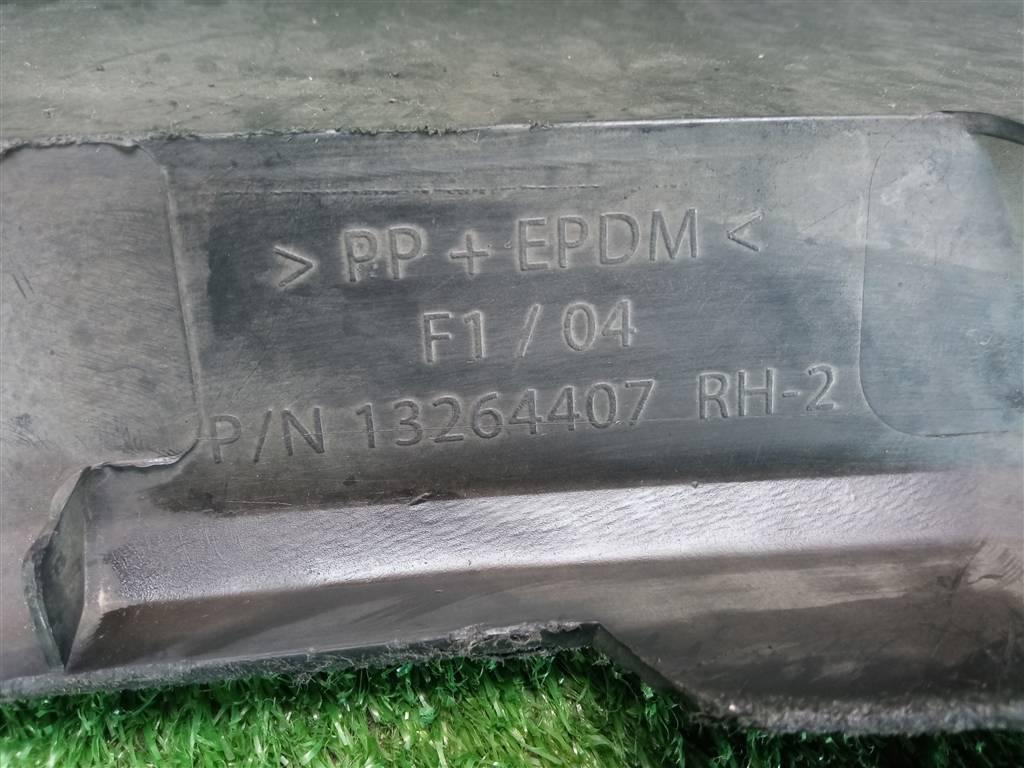 > PP + EPDM <
F1 / 04
P/N 13264407 RH-2